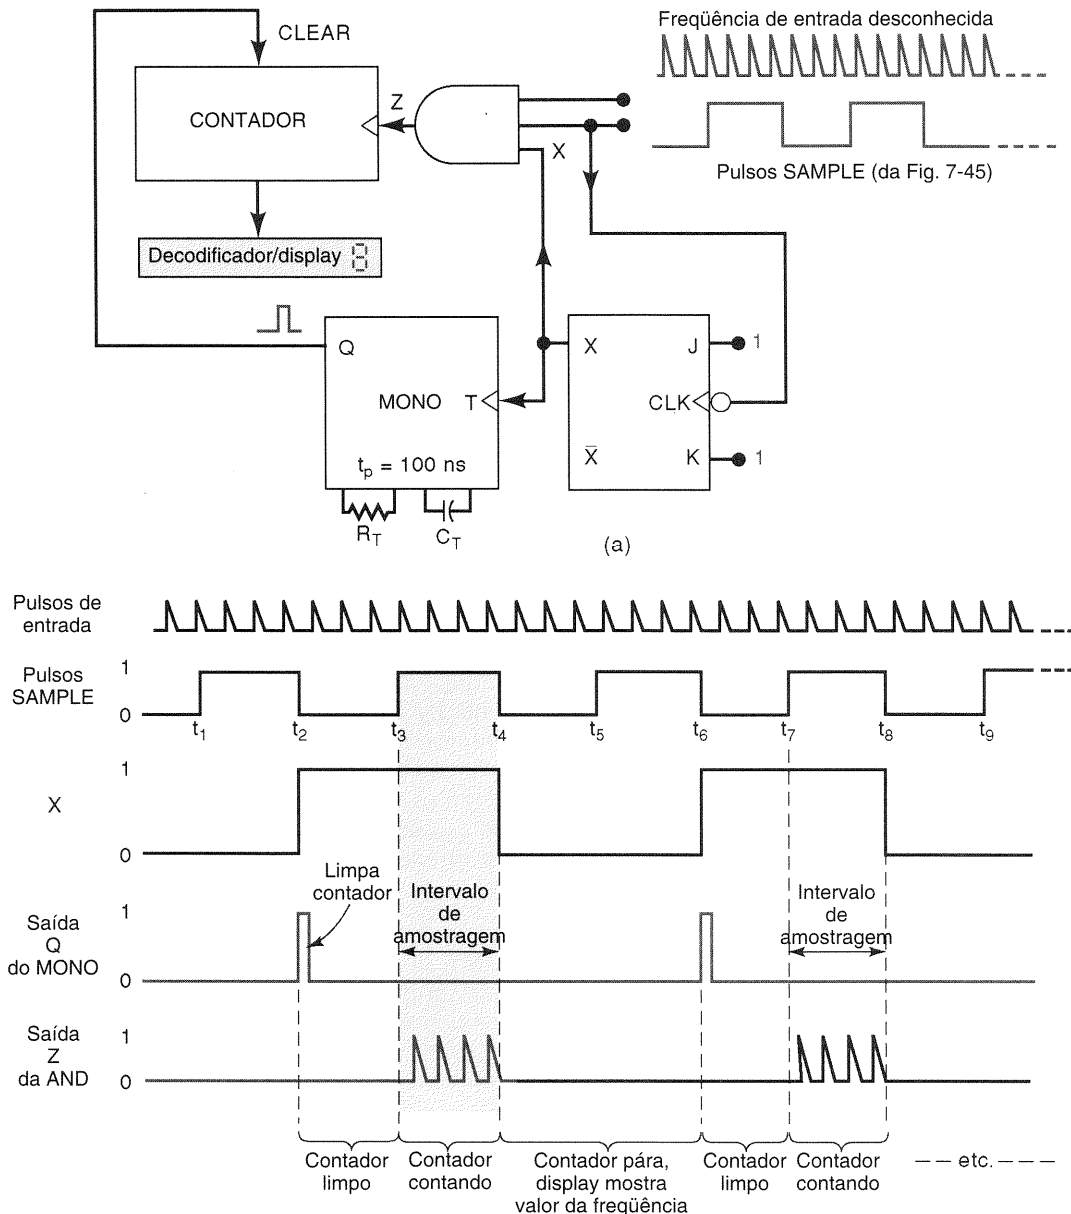 CLEAR
Freqüência de entrada desconhecida
CONTADOR
Z
X
Pulsos SAMPLE (da Fig. 7-45)
Decodificador/display 8
Q
MONO
T
t_p = 100 ns
R_T
C_T
X
J
1
CLK
X̅
K
1
(a)
Pulsos de
entrada
Pulsos
SAMPLE
1
0
t1
t2
t3
t4
t5
t6
t7
t8
t9
X
1
0
Saída
Q
do MONO
1
0
Limpa
contador
Intervalo
de
amostragem
Intervalo
de
amostragem
Saída
Z
da AND
1
0
Contador
limpo
Contador
contando
Contador pára,
display mostra
valor da freqüência
Contador
limpo
Contador
contando
— — etc. — — — —